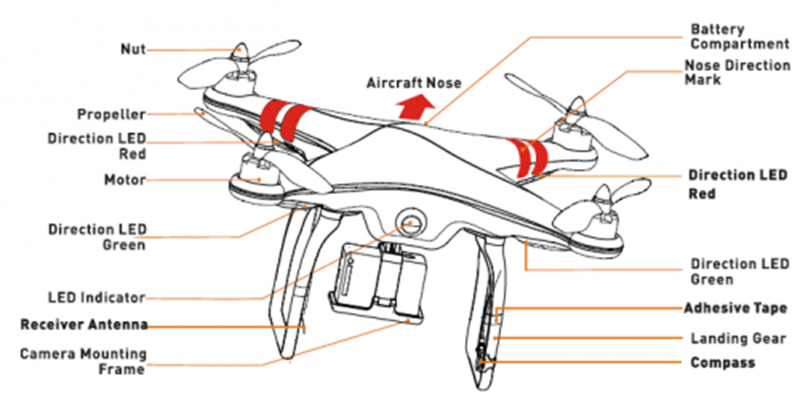 Nut
Propeller
Direction LED
Red
Motor
Direction LED
Green
LED Indicator
Receiver Antenna
Camera Mounting
Frame
Aircraft Nose
Battery
Compartment
Nose Direction
Mark
Direction LED
Red
Direction LED
Green
Adhesive Tape
Landing Gear
Compass